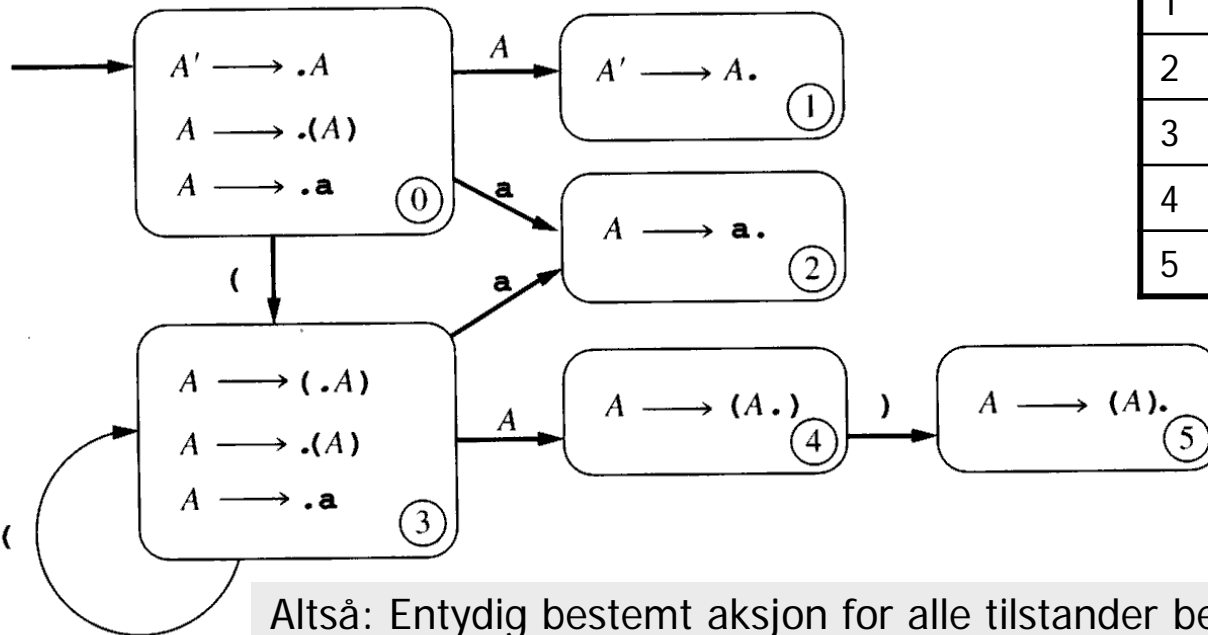 A' ⟶ .A
A ⟶ .(A)
A ⟶ .a
0
A
A' ⟶ A.
1
a
A ⟶ a.
2
(
a
A ⟶ (.A)
A ⟶ .(A)
A ⟶ .a
3
(
A
A ⟶ (A.)
4
)
A ⟶ (A).
5
1
2
3
4
5
Altså: Entydig bestemt aksjon for alle tilstander be